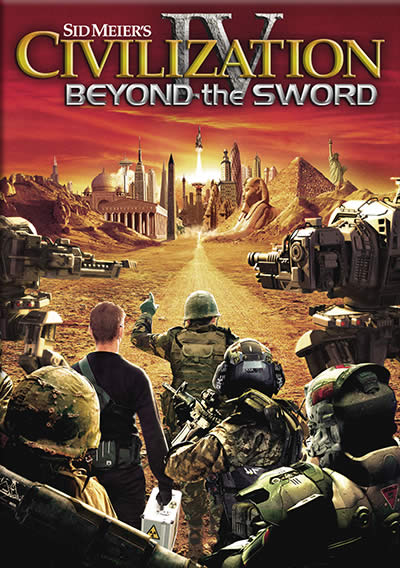 SID MEIER'S
CIVILIZATION IV
BEYOND the SWORD